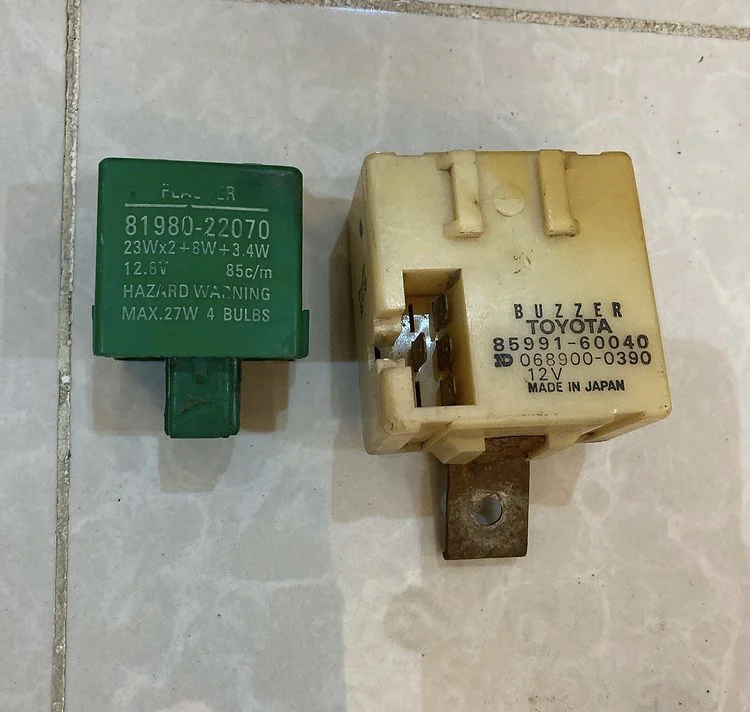 FLASHER
81980-22070
23Wx2+8W+3.4W
12.8V 85c/m
HAZARD WARNING
MAX.27W 4 BULBS
BUZZER
TOYOTA
85991-60040
068900-0390
12V
MADE IN JAPAN